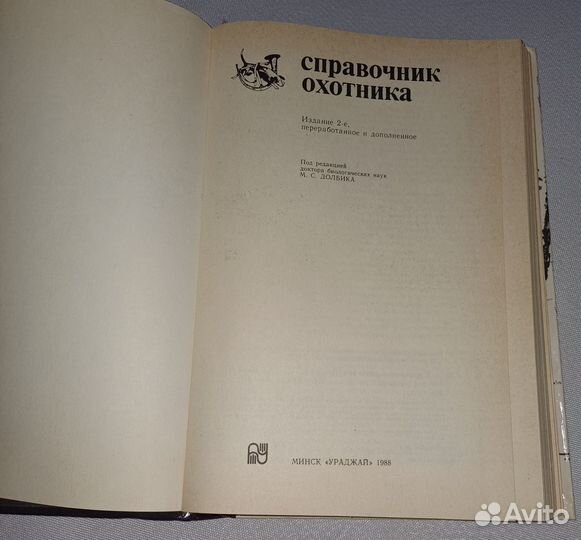 справочник
охотника
Издание 2-е,
переработанное и дополненное
Под редакцией
доктора биологических наук
М. С. ДОЛБИКА
МИНСК «УРАДЖАЙ» 1988
Avito